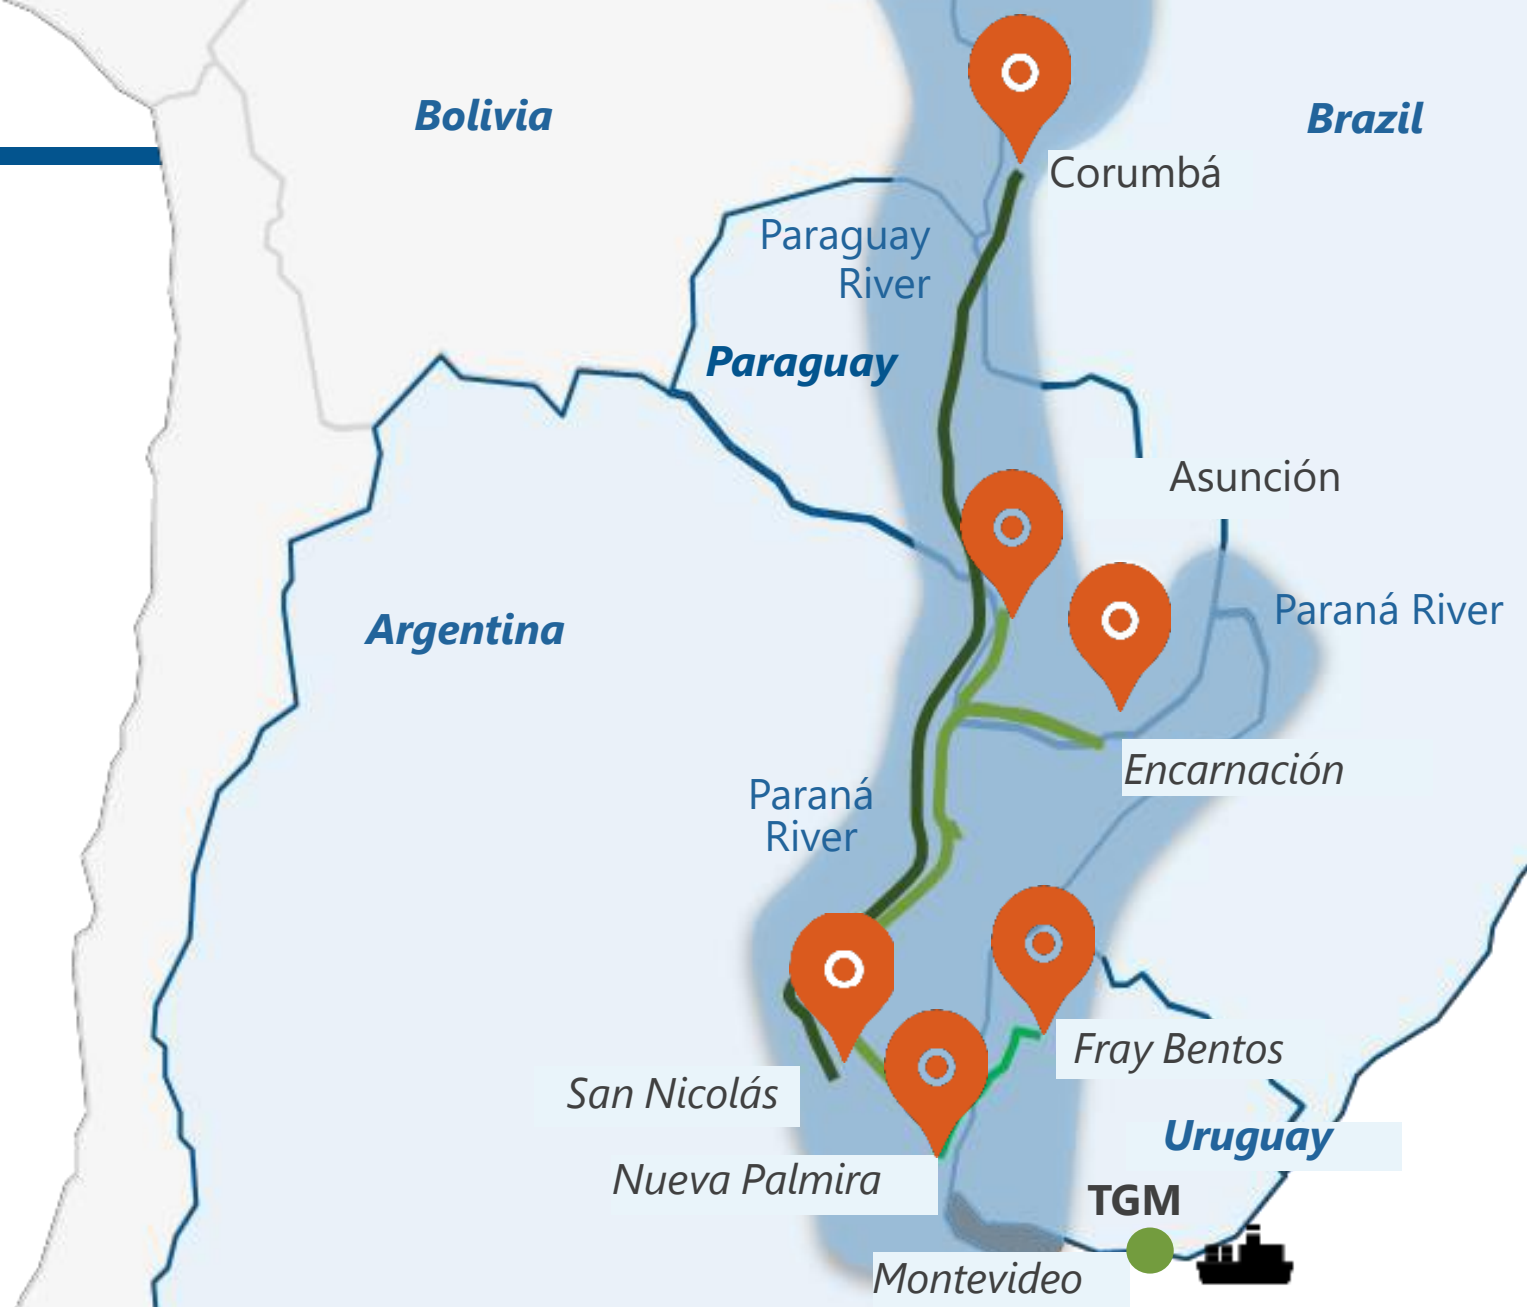 Bolivia
Brazil
Corumbá
Paraguay
River
Paraguay
Asunción
Paraná River
Argentina
Encarnación
Paraná
River
Fray Bentos
San Nicolás
Uruguay
Nueva Palmira
TGM
Montevideo